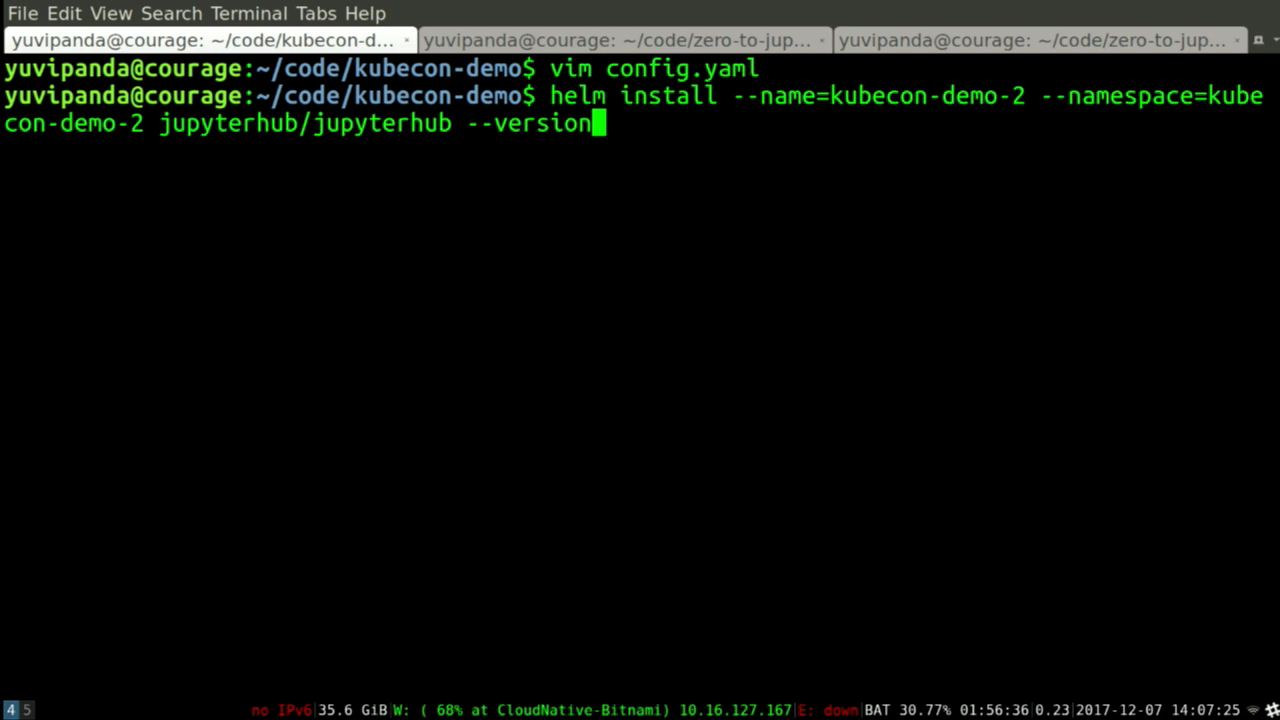 File Edit View Search Terminal Tabs Help
yuvipanda@courage: ~/code/kubecon-d... × yuvipanda@courage: ~/code/zero-to-jup... × yuvipanda@courage: ~/code/zero-to-jup... ×
yuvipanda@courage:~/code/kubecon-demo$ vim config.yaml
yuvipanda@courage:~/code/kubecon-demo$ helm install --name=kubecon-demo-2 --namespace=kube
con-demo-2 jupyterhub/jupyterhub --version
4 5 no IPv6|35.6 GiB|W: ( 68% at CloudNative-Bitnami) 10.16.127.167|E: down|BAT 30.77% 01:56:36|0.23|2017-12-07 14:07:25